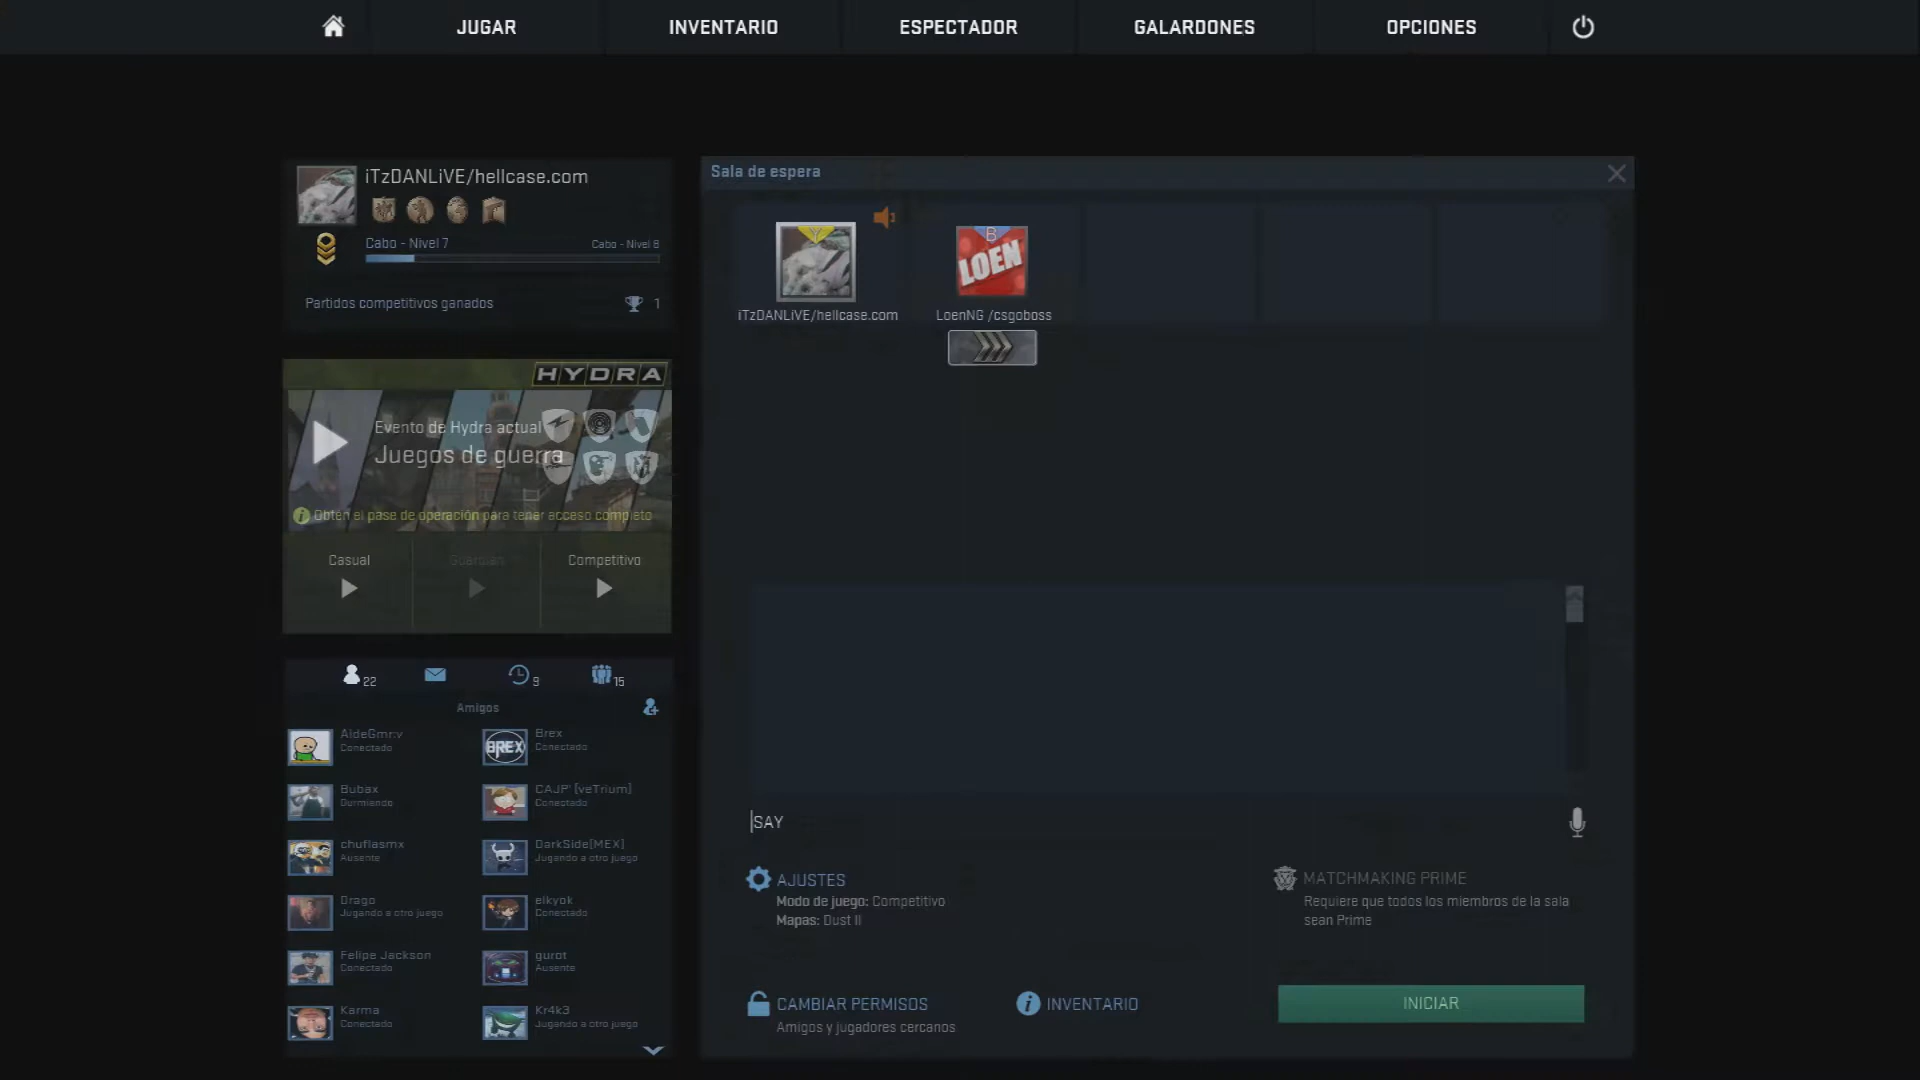 JUGAR
INVENTARIO
ESPECTADOR
GALARDONES
OPCIONES
iTzDANLiVE/hellcase.com
Cabo - Nivel 7
Cabo - Nivel 8
Partidos competitivos ganados
1
HYDRA
Evento de Hydra actual
Juegos de guerra
Obtén el pase de operación para tener acceso completo
Casual
Guardián
Competitivo
22
9
15
Amigos
AldeGmr:v
Conectado
Brex
Conectado
BREX
Bubax
Durmiendo
CAJP' [veTrium]
Conectado
chuflasmx
Ausente
DarkSide[MEX]
Jugando a otro juego
Drago
Jugando a otro juego
elkyok
Conectado
Felipe Jackson
Conectado
gurot
Ausente
Karma
Conectado
Kr4k3
Jugando a otro juego
Sala de espera
Y
B
LOEN
iTzDANLiVE/hellcase.com
LoenNG /csgoboss
SAY
AJUSTES
Modo de juego: Competitivo
Mapas: Dust II
MATCHMAKING PRIME
Requiere que todos los miembros de la sala
sean Prime
CAMBIAR PERMISOS
Amigos y jugadores cercanos
INVENTARIO
INICIAR